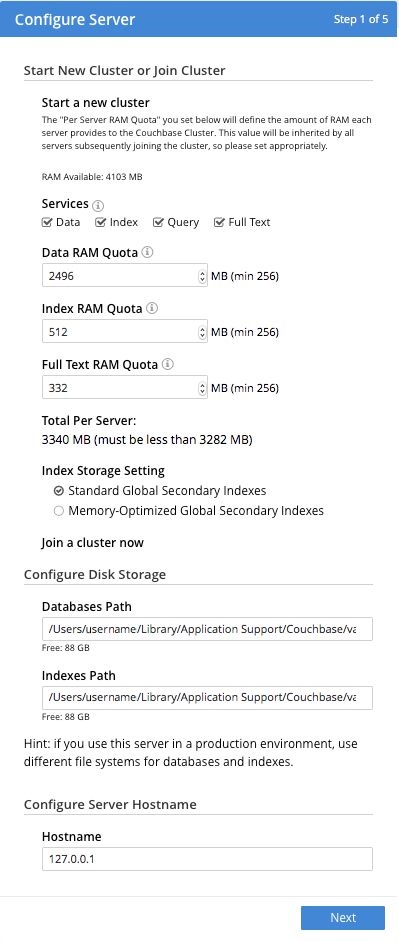 Configure Server
Step 1 of 5
Start New Cluster or Join Cluster
Start a new cluster
The "Per Server RAM Quota" you set below will define the amount of RAM each
server provides to the Couchbase Cluster. This value will be inherited by all
servers subsequently joining the cluster, so please set appropriately.
RAM Available: 4103 MB
Services
Data Index Query Full Text
Data RAM Quota
2496 MB (min 256)
Index RAM Quota
512 MB (min 256)
Full Text RAM Quota
332 MB (min 256)
Total Per Server:
3340 MB (must be less than 3282 MB)
Index Storage Setting
Standard Global Secondary Indexes
Memory-Optimized Global Secondary Indexes
Join a cluster now
Configure Disk Storage
Databases Path
/Users/username/Library/Application Support/Couchbase/va
Free: 88 GB
Indexes Path
/Users/username/Library/Application Support/Couchbase/va
Free: 88 GB
Hint: if you use this server in a production environment, use
different file systems for databases and indexes.
Configure Server Hostname
Hostname
127.0.0.1
Next